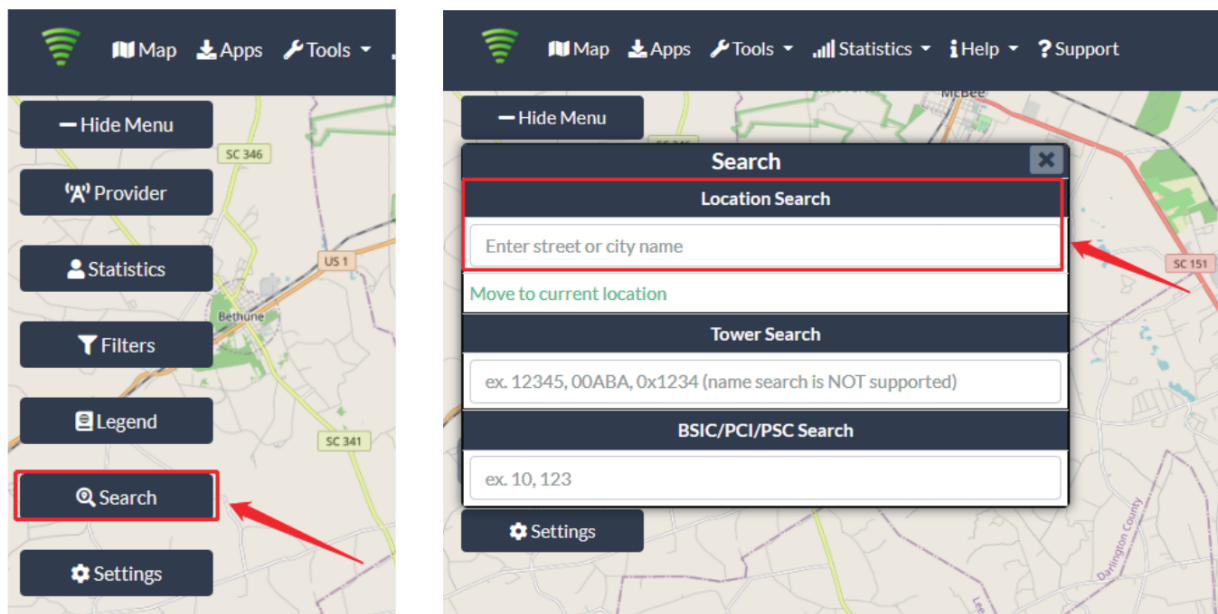 Map Apps Tools
Hide Menu
SC 346
Provider
Statistics
US 1
Bethune
Filters
Legend
SC 341
Search
Settings
Map Apps Tools Statistics Help Support
McBee
Hide Menu
Search
Location Search
Enter street or city name
SC 151
Move to current location
Tower Search
ex. 12345, 00ABA, 0x1234 (name search is NOT supported)
BSIC/PCI/PSC Search
ex. 10, 123
Settings
Darlington County